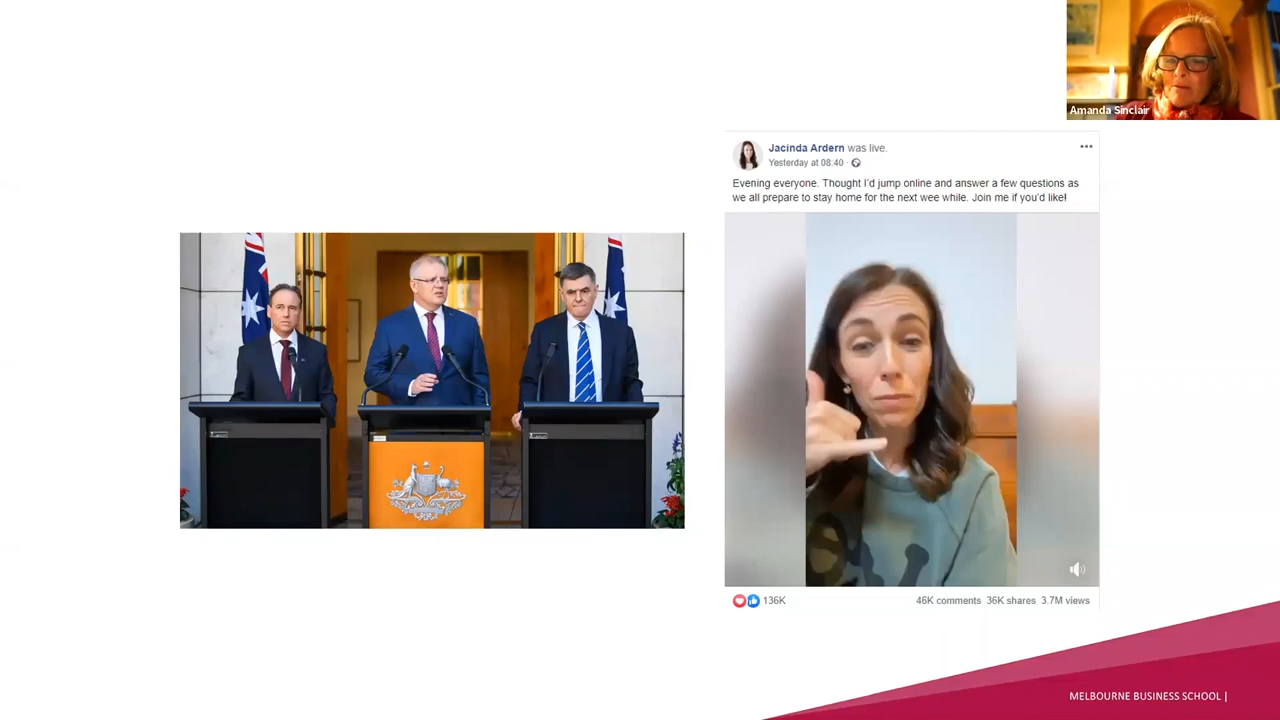 Amanda Sinclair
Jacinda Ardern was live.
Yesterday at 08:40 ·
Evening everyone. Thought I'd jump online and answer a few questions as
we all prepare to stay home for the next wee while. Join me if you'd like!
136K
46K comments 36K shares 3.7M views
MELBOURNE BUSINESS SCHOOL |